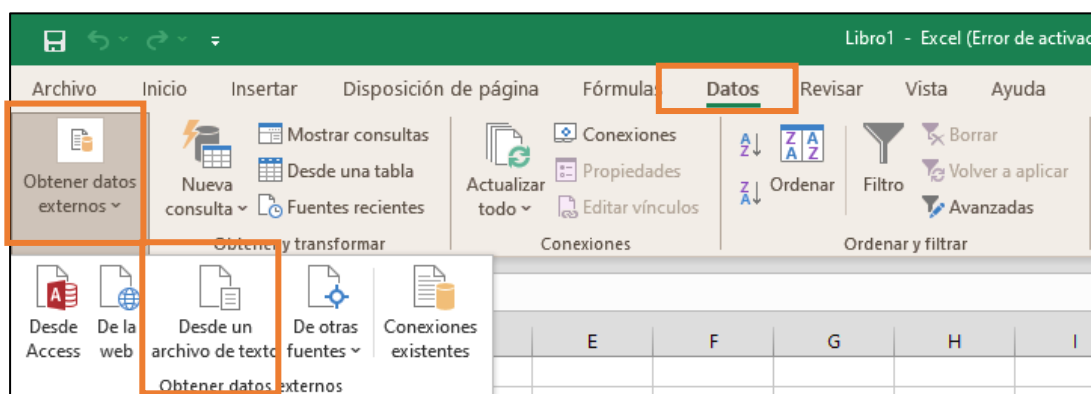 Libro1 - Excel (Error de activac
Archivo Inicio Insertar Disposición de página Fórmulas Datos Revisar Vista Ayuda
Obtener datos
externos
Nueva
consulta
Mostrar consultas
Desde una tabla
Fuentes recientes
Obtener y transformar
Actualizar
todo
Conexiones
Propiedades
Editar vínculos
Conexiones
Ordenar
Filtro
Borrar
Volver a aplicar
Avanzadas
Ordenar y filtrar
Desde
Access
De la
web
Desde un
archivo de texto
De otras
fuentes
Conexiones
existentes
Obtener datos externos
E F G H I